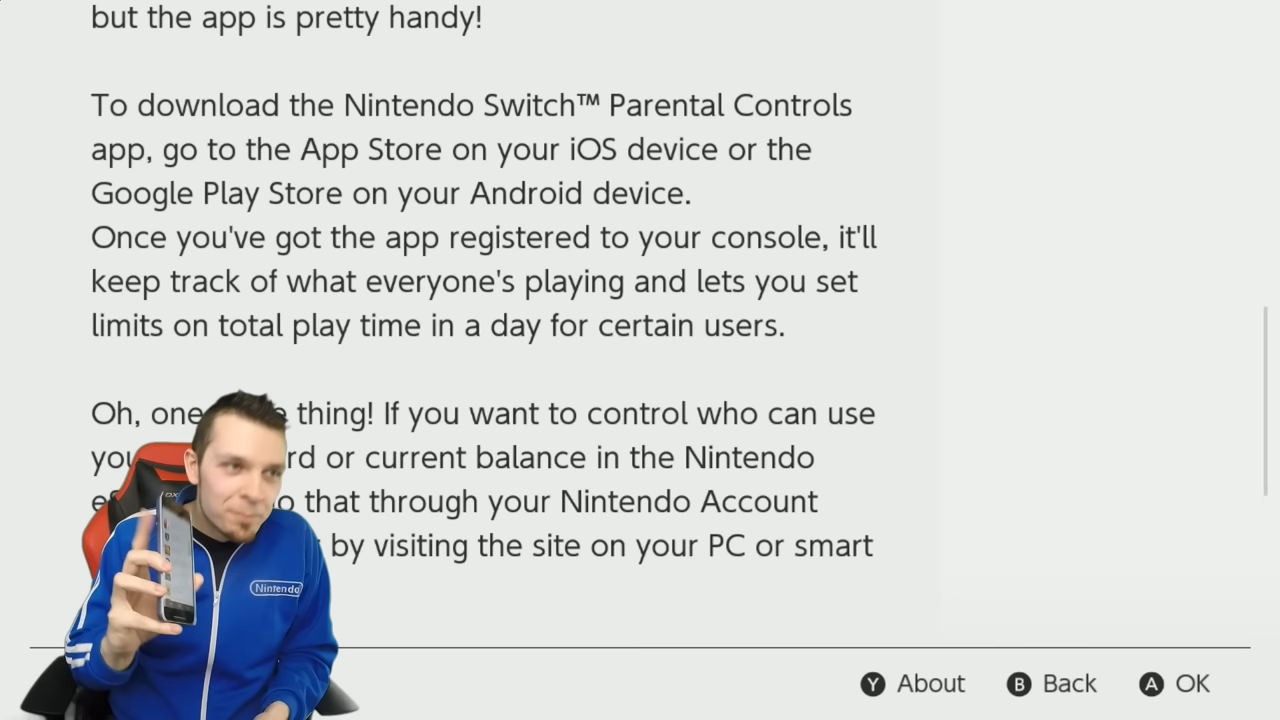 but the app is pretty handy!
To download the Nintendo Switch™ Parental Controls
app, go to the App Store on your iOS device or the
Google Play Store on your Android device.
Once you've got the app registered to your console, it'll
keep track of what everyone's playing and lets you set
limits on total play time in a day for certain users.
Oh, one thing! If you want to control who can use
or current balance in the Nintendo
that through your Nintendo Account
by visiting the site on your PC or smart
Nintendo
Y About B Back A OK